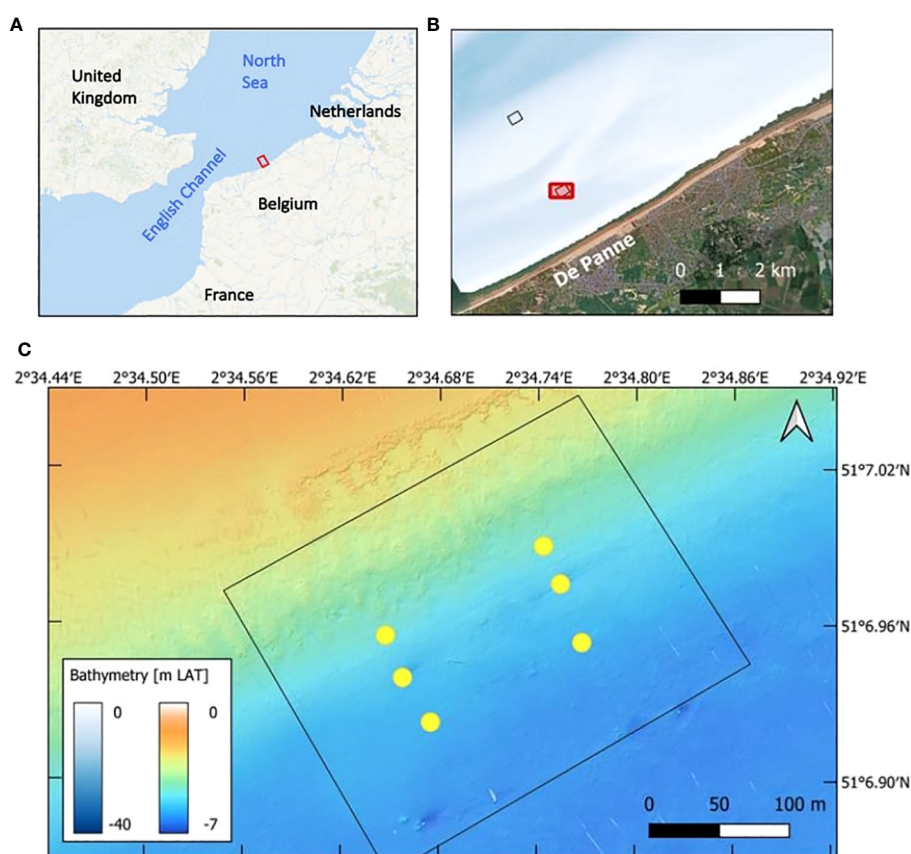 A
United
Kingdom
North
Sea
Netherlands
English Channel
Belgium
France
B
De Panne
0 1 2 km
C
2°34.44′E 2°34.50′E 2°34.56′E 2°34.62′E 2°34.68′E 2°34.74′E 2°34.80′E 2°34.86′E 2°34.92′E
51°7.02′N
51°6.96′N
51°6.90′N
Bathymetry [m LAT]
0 0
-40 -7
0 50 100 m